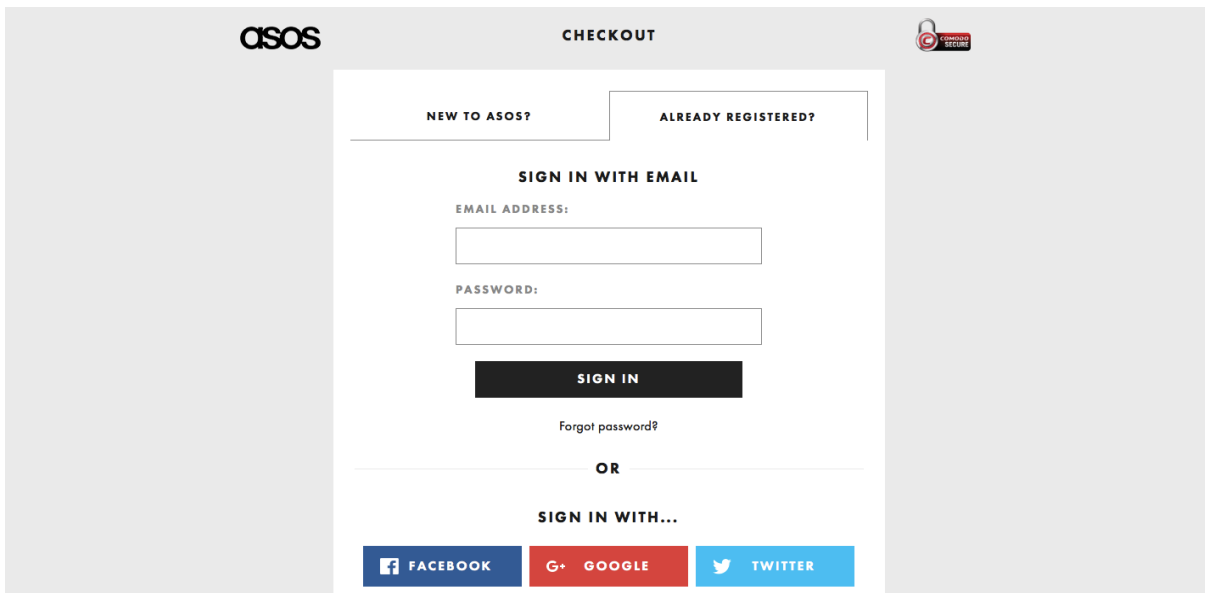 asos
CHECKOUT
COMODO
SECURE
NEW TO ASOS?
ALREADY REGISTERED?
SIGN IN WITH EMAIL
EMAIL ADDRESS:
PASSWORD:
SIGN IN
Forgot password?
OR
SIGN IN WITH...
FACEBOOK
G+ GOOGLE
TWITTER